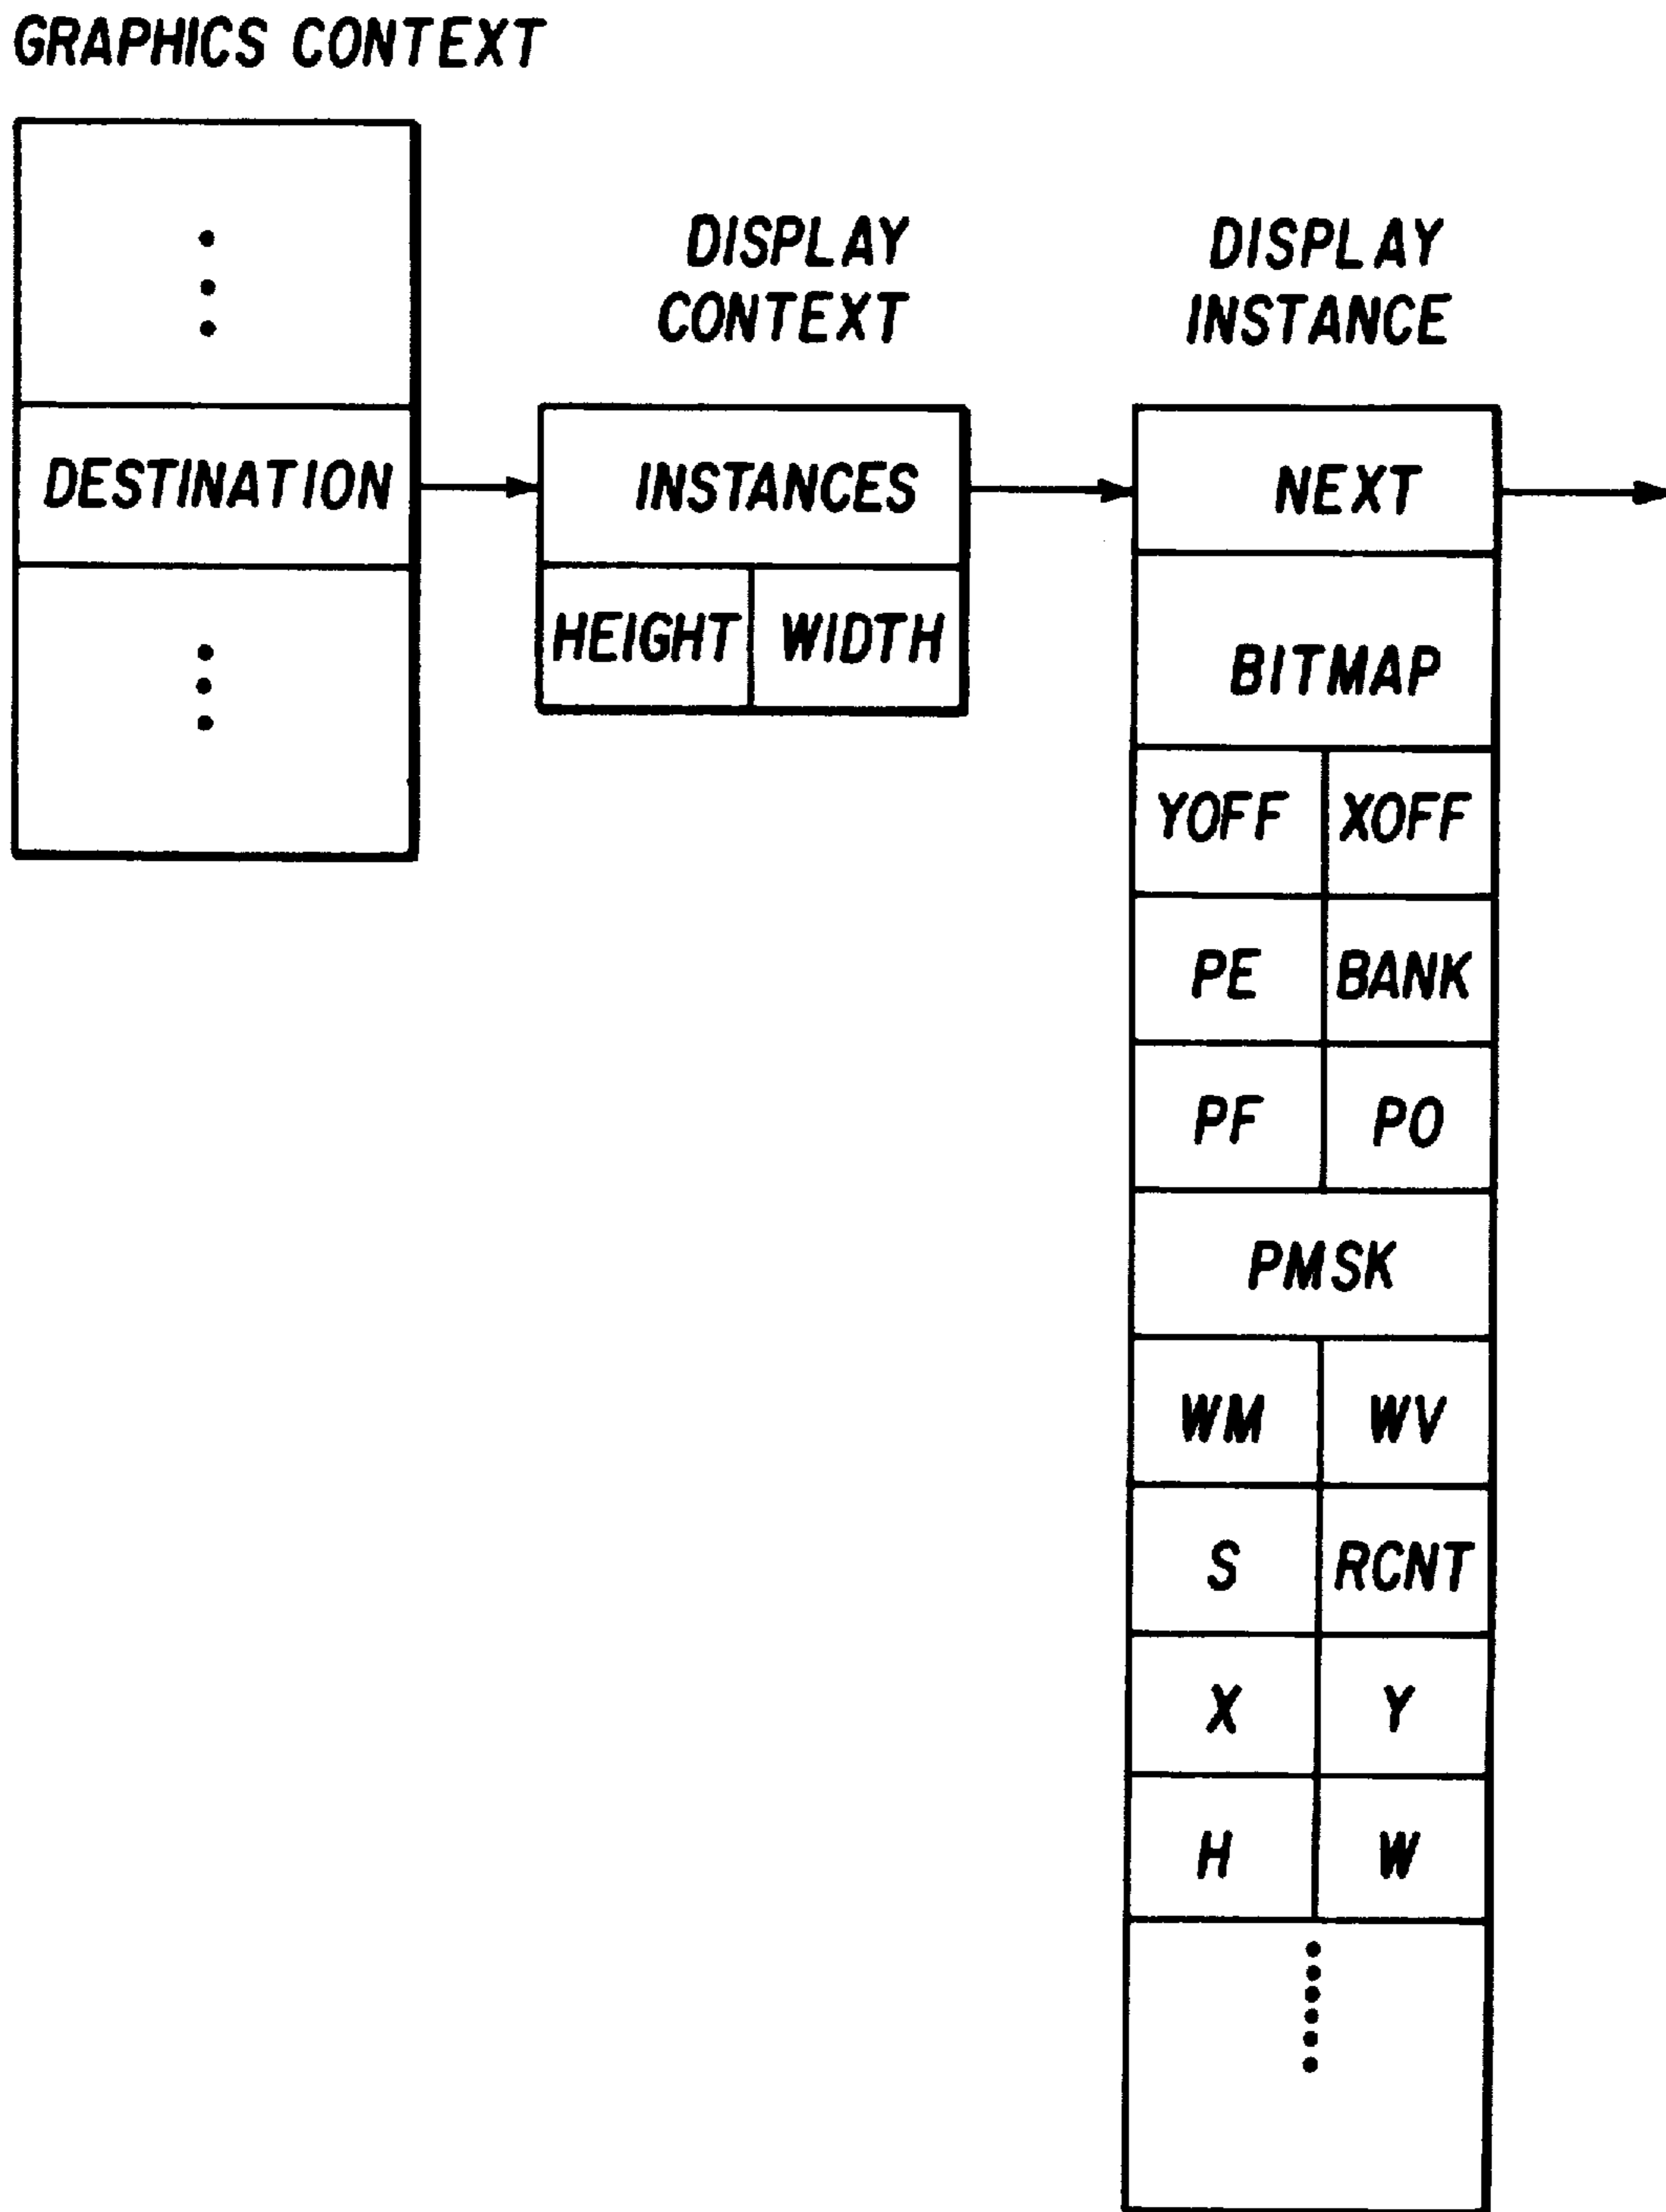 GRAPHICS CONTEXT
DISPLAY
CONTEXT
DISPLAY
INSTANCE
DESTINATION
INSTANCES
NEXT
HEIGHT WIDTH
BITMAP
YOFF XOFF
PE BANK
PF PO
PMSK
WM WV
S RCNT
X Y
H W